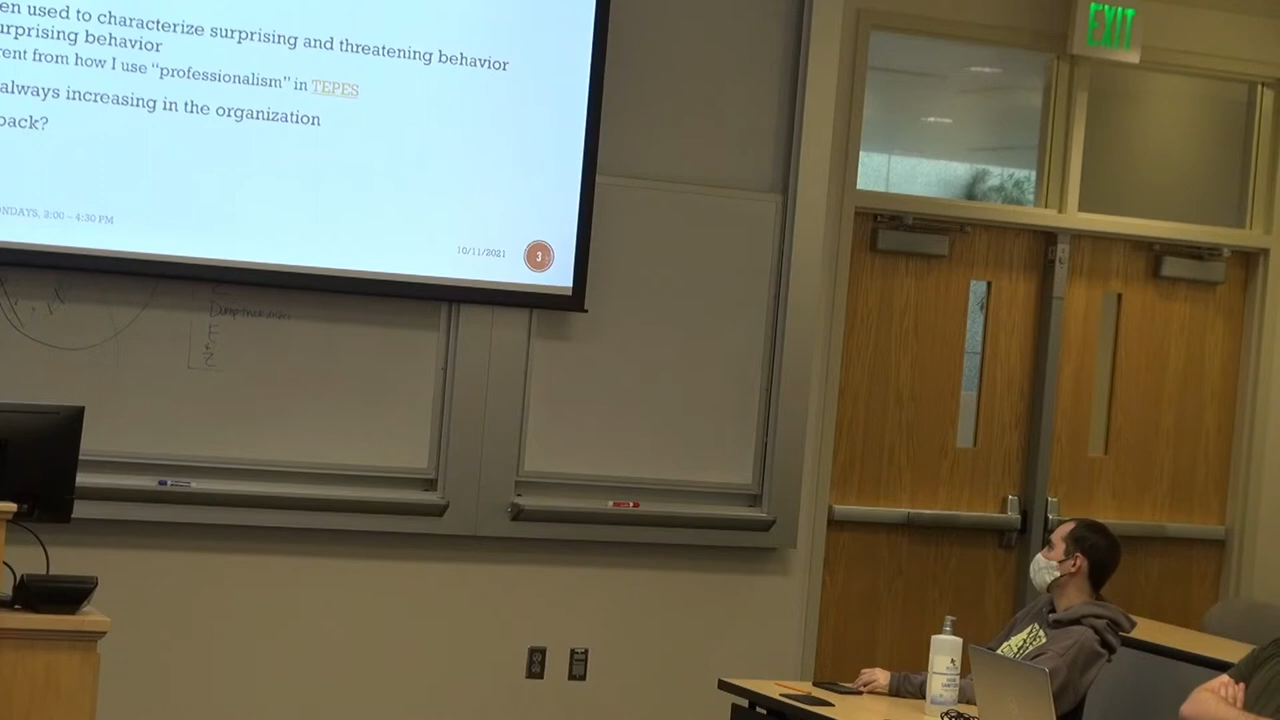 en used to characterize surprising and threatening behavior
urprising behavior
rent from how I use “professionalism” in TEPES
always increasing in the organization
back?
NDAYS, 3:00 – 4:30 PM
10/11/2021
3
EXIT
E
Z